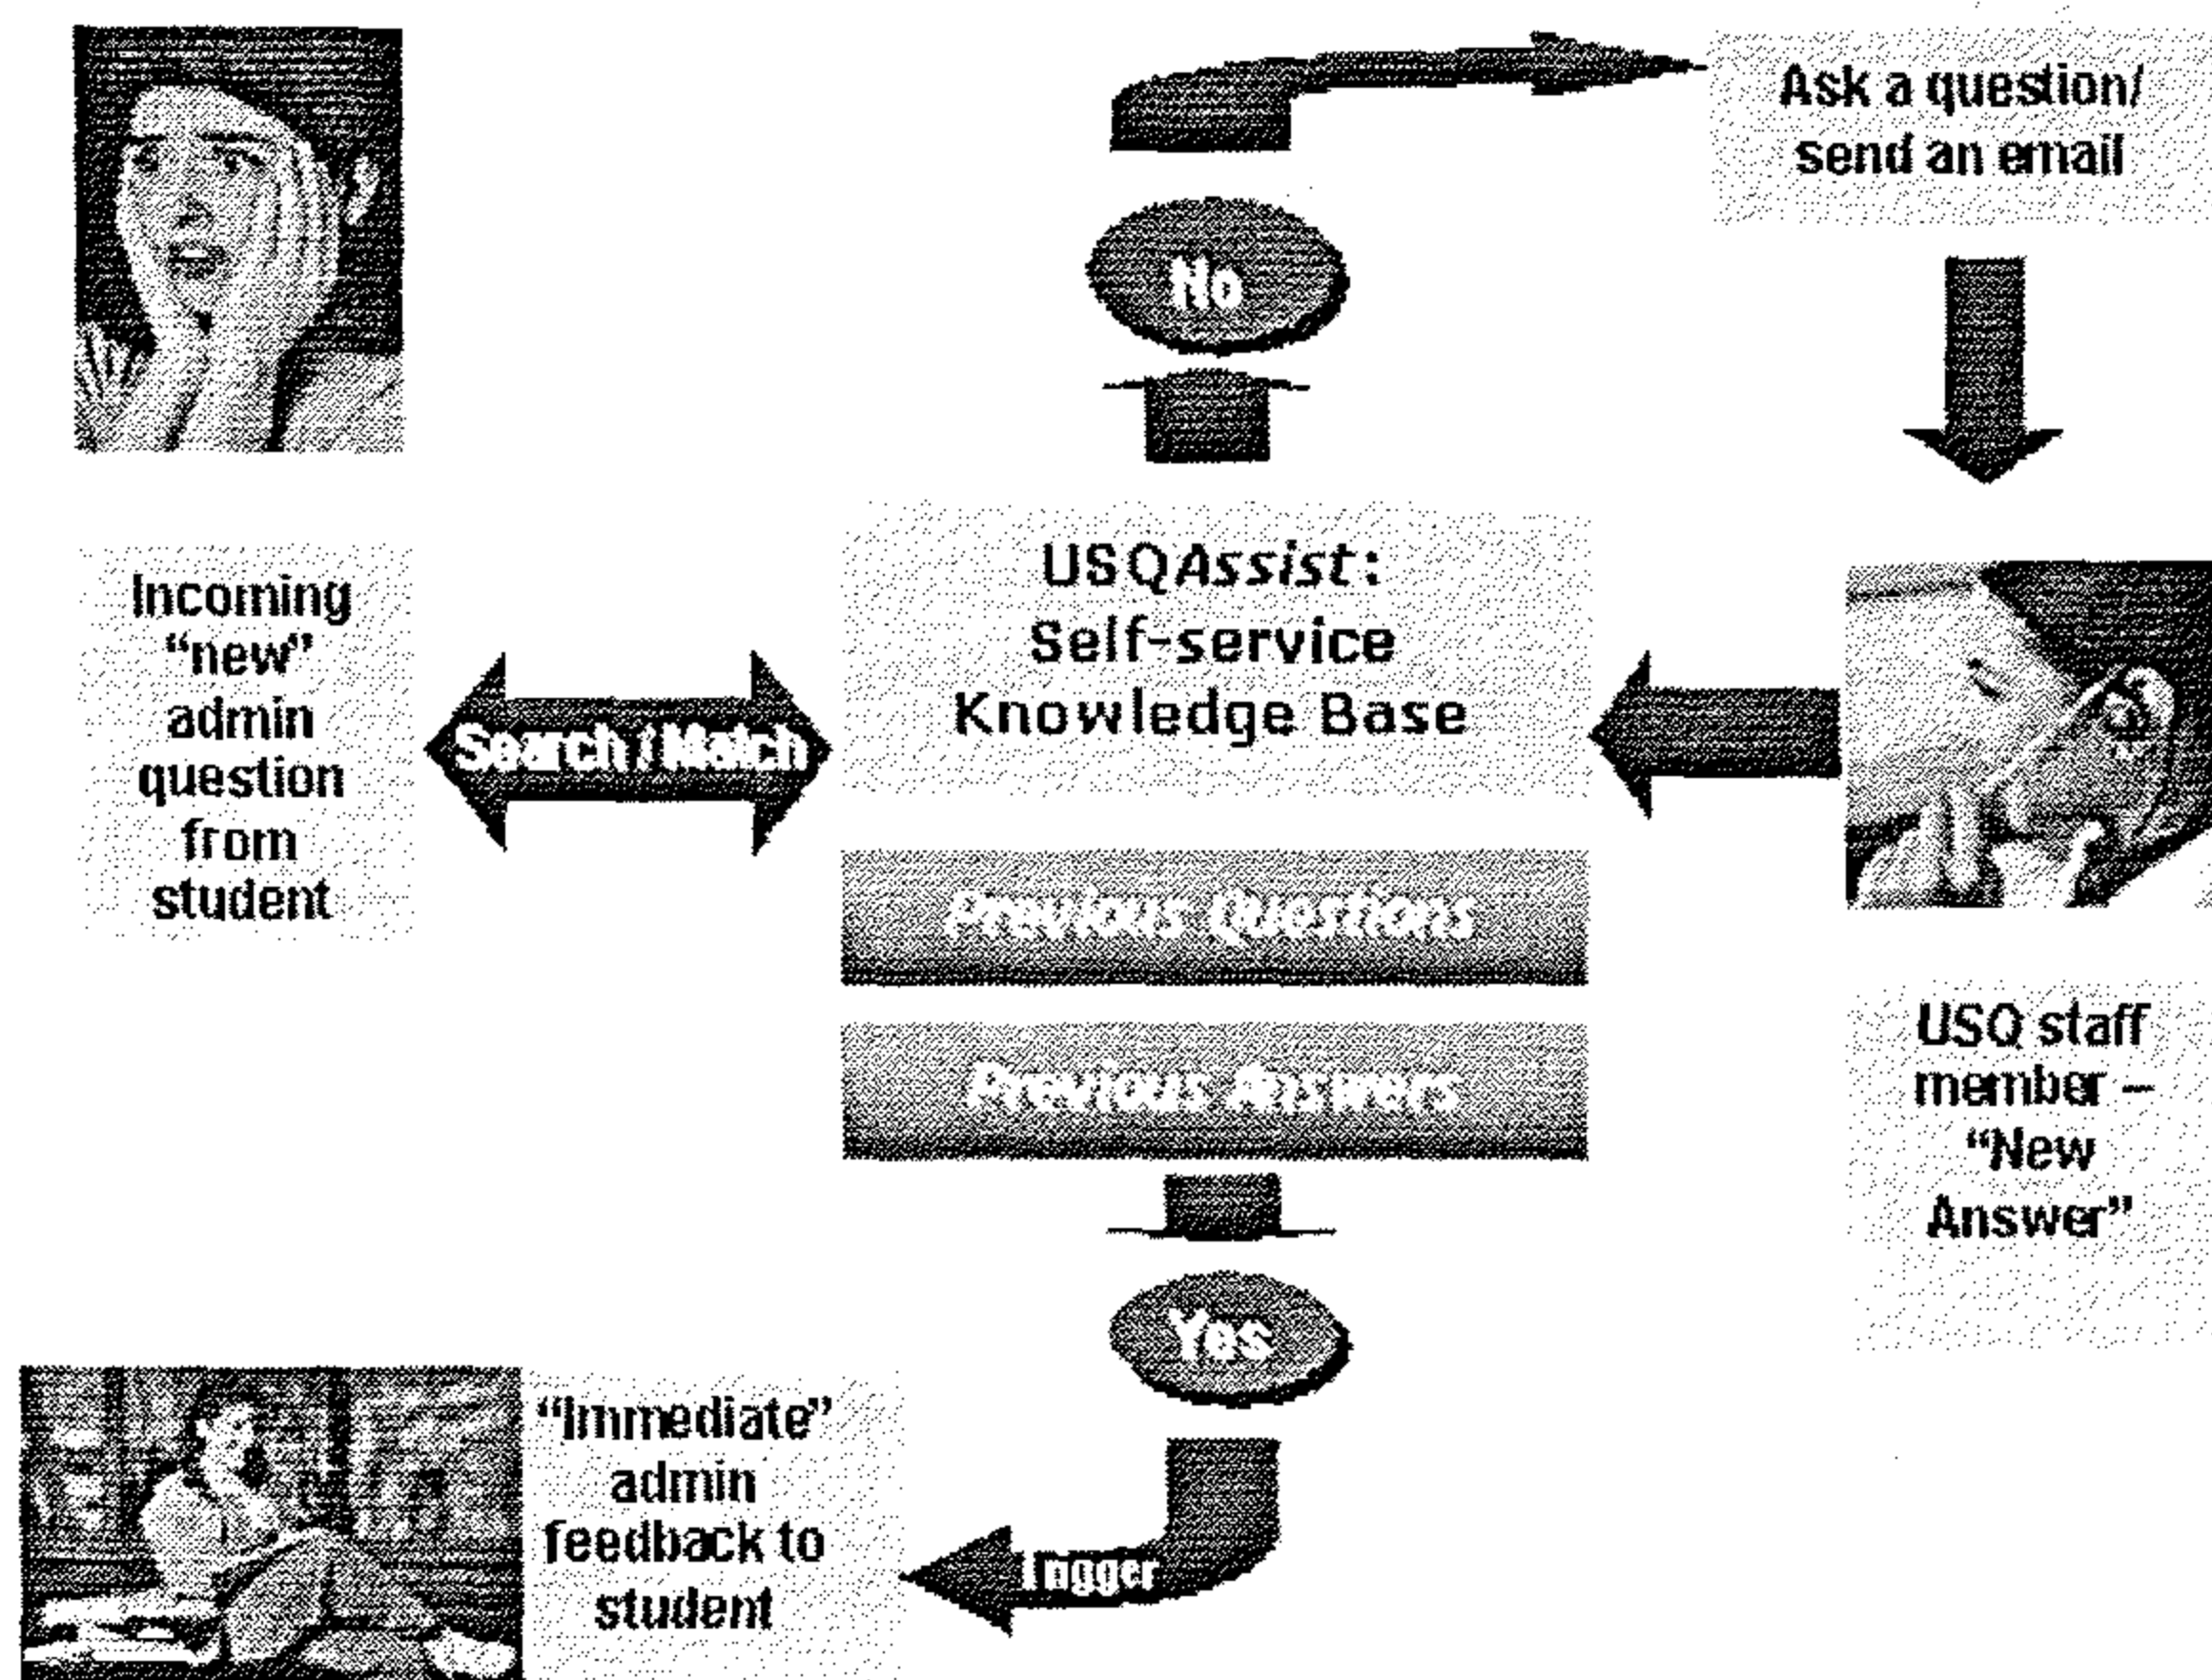 Ask a question/
send an email
No
Incoming
“new”
admin
question
from
student
Search / Match
USQAssist:
Self-service
Knowledge Base
Previous Questions
Previous Answers
USQ staff
member –
“New
Answer”
Yes
“Immediate”
admin
feedback to
student
Trigger